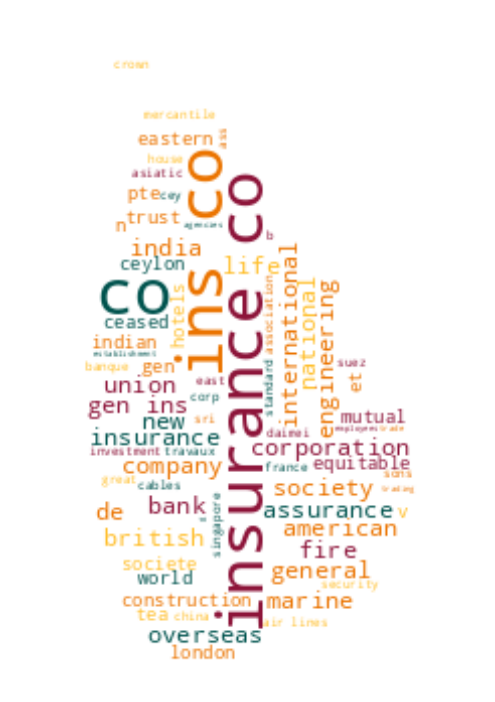 crown
mercantile
eastern
ass
house
asiatic
co
pte
cey
co
trust
n
agencies
b
india
ceylon
life
international
ins
co
association
national
engineering
hotels
ceased
indian
establishment
banque
gen
suez
standard
et
union
east
corp
insurance co
gen ins
new
sri
mutual
employees
trade
insurance
daimei
corporation
investment
travaux
company
france
equitable
sons
great
cables
society
trading
de
bank
singapore
assurance
v
british
american
fire
societe
world
general
security
construction
marine
tea
china
air lines
overseas
london